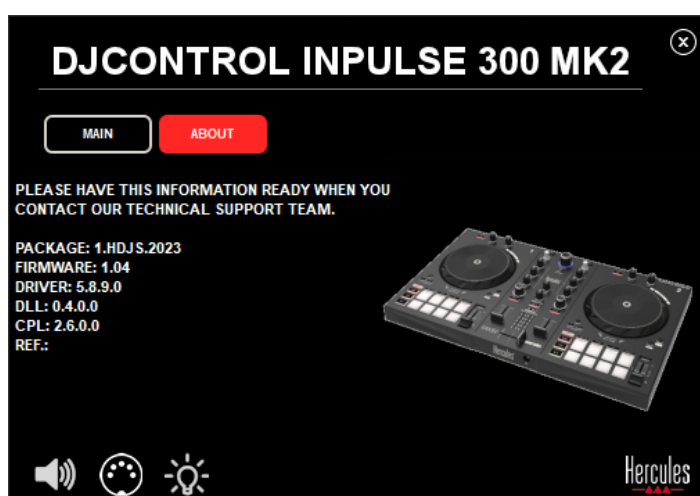 DJCONTROL INPULSE 300 MK2
MAIN
ABOUT
PLEASE HAVE THIS INFORMATION READY WHEN YOU
CONTACT OUR TECHNICAL SUPPORT TEAM.
PACKAGE: 1.HDJS.2023
FIRMWARE: 1.04
DRIVER: 5.8.9.0
DLL: 0.4.0.0
CPL: 2.6.0.0
REF.:
Hercules